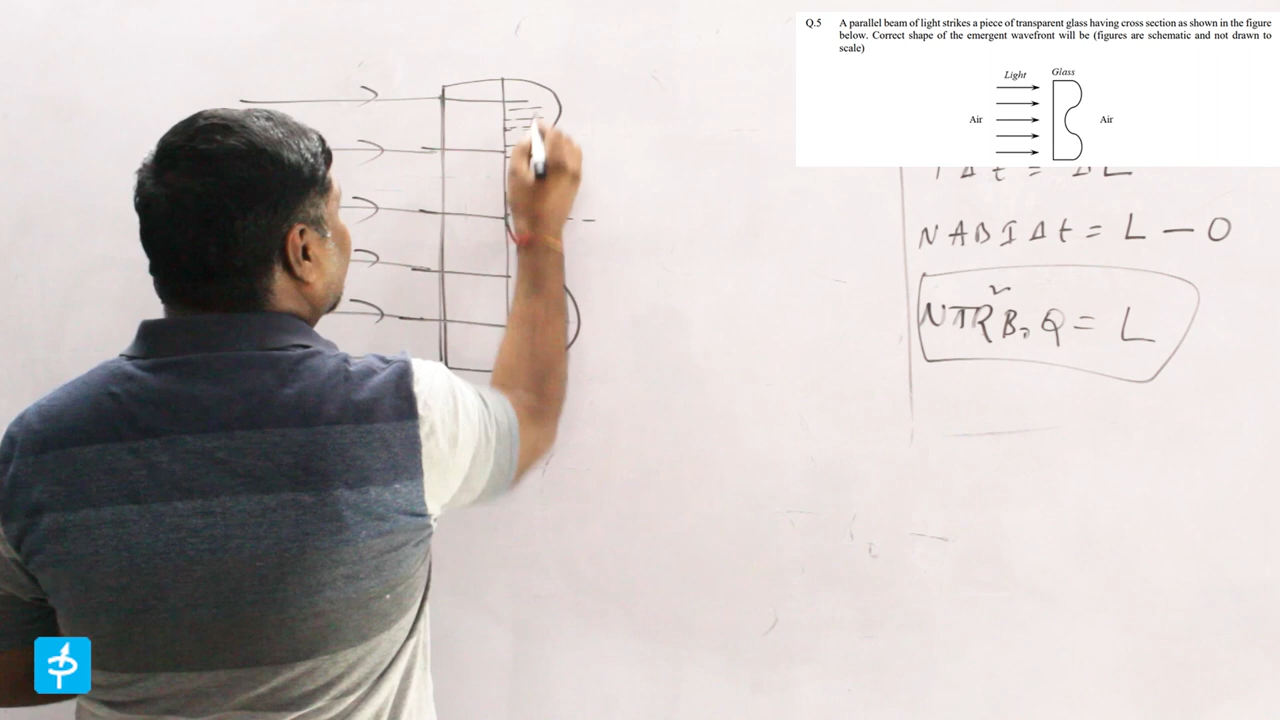 Q.5 A parallel beam of light strikes a piece of transparent glass having cross section as shown in the figure
below. Correct shape of the emergent wavefront will be (figures are schematic and not drawn to
scale)
Light Glass
Air Air
NABIΔt = L - 0
L